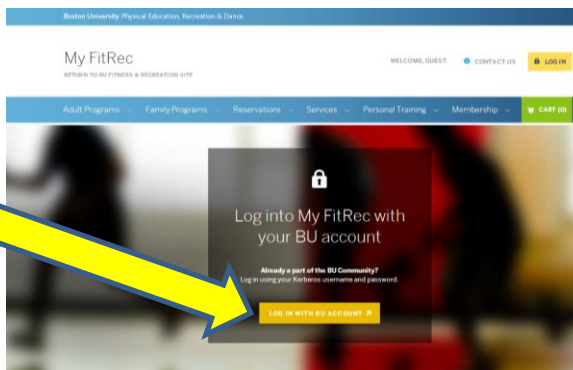 Boston University Physical Education, Recreation & Dance
My FitRec
RETURN TO BU FITNESS & RECREATION SITE
WELCOME, GUEST.
CONTACT US
LOG IN
Adult Programs
Family Programs
Reservations
Services
Personal Training
Membership
CART (0)
Log into My FitRec with
your BU account
Already a part of the BU Community?
Log in using your Kerberos username and password.
LOG IN WITH BU ACCOUNT